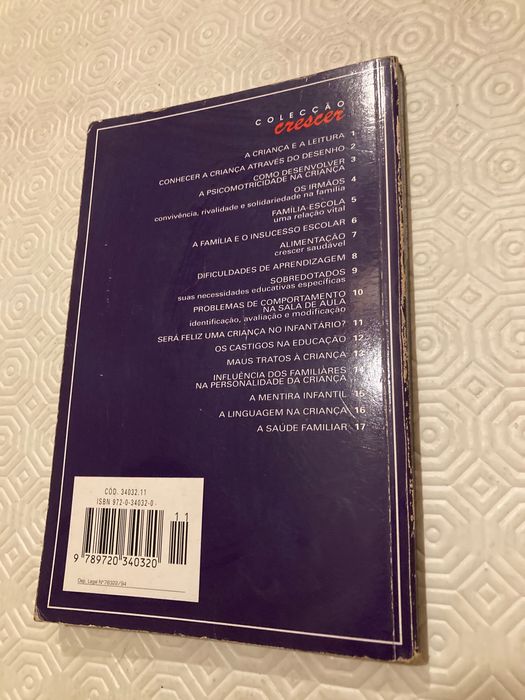 COLECÇÃO
crescer
A CRIANÇA E A LEITURA 1
CONHECER A CRIANÇA ATRAVÉS DO DESENHO 2
COMO DESENVOLVER 3
A PSICOMOTRICIDADE NA CRIANÇA
OS IRMÃOS 4
convivência, rivalidade e solidariedade na família
FAMÍLIA-ESCOLA 5
uma relação vital
A FAMÍLIA E O INSUCESSO ESCOLAR 6
ALIMENTAÇÃO 7
crescer saudável
DIFICULDADES DE APRENDIZAGEM 8
SOBREDOTADOS 9
suas necessidades educativas específicas
PROBLEMAS DE COMPORTAMENTO 10
NA SALA DE AULA
identificação, avaliação e modificação
SERÁ FELIZ UMA CRIANÇA NO INFANTÁRIO? 11
OS CASTIGOS NA EDUCAÇÃO 12
MAUS TRATOS À CRIANÇA 13
INFLUÊNCIA DOS FAMILIARES 14
NA PERSONALIDADE DA CRIANÇA
A MENTIRA INFANTIL 15
A LINGUAGEM NA CRIANÇA 16
A SAÚDE FAMILIAR 17
CÓD. 34032.11
ISBN 972-0-34032-0
11
9 789720 340320
Dep. Legal N.º 78322/94